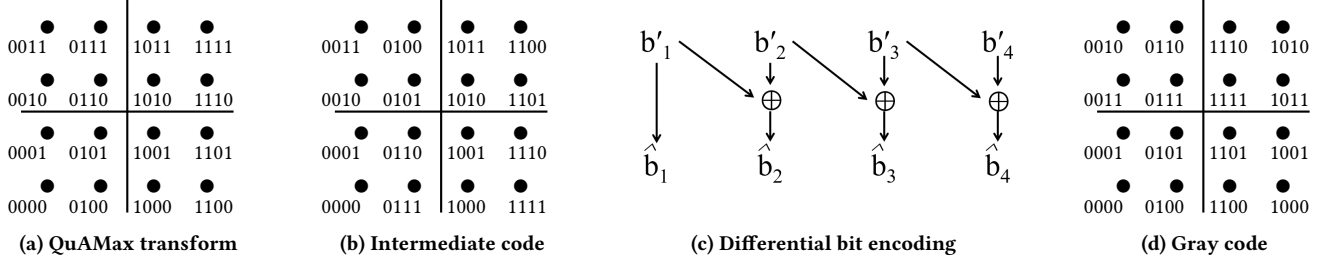 0011 0111 1011 1111
0010 0110 1010 1110
0001 0101 1001 1101
0000 0100 1000 1100
(a) QuAMax transform
0011 0100 1011 1100
0010 0101 1010 1101
0001 0110 1001 1110
0000 0111 1000 1111
(b) Intermediate code
b′1 b′2 b′3 b′4
⊕ ⊕ ⊕
b̂1 b̂2 b̂3 b̂4
(c) Differential bit encoding
0010 0110 1110 1010
0011 0111 1111 1011
0001 0101 1101 1001
0000 0100 1100 1000
(d) Gray code